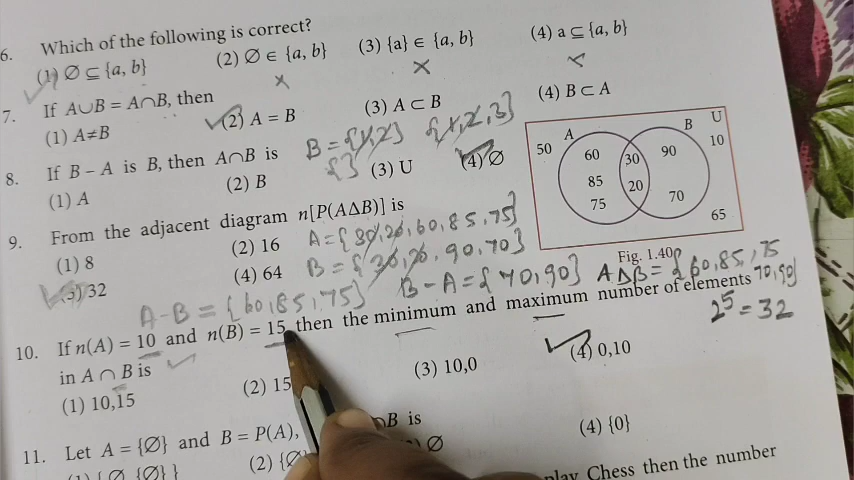 6. Which of the following is correct?
(1) ∅ ⊆ {a, b} (2) ∅ ∈ {a, b} (3) {a} ∈ {a, b} (4) a ⊆ {a, b}
7. If A∪B = A∩B, then
(1) A≠B (2) A = B (3) A ⊂ B (4) B ⊂ A
8. If B – A is B, then A∩B is
B = {1,2} {1,2,3}
{ }
(1) A (2) B (3) U (4) ∅
9. From the adjacent diagram n[P(AΔB)] is
(1) 8 (2) 16
(3) 32 (4) 64
A = {30,20,60,85,75}
B = {30,20,90,70}
A-B = {60,85,75} B-A = {70,90} AΔB = {60,85,75
70,90}
2⁵ = 32
A B U
50 60 30 90 10
85 20
75 70 65
Fig. 1.40
10. If n(A) = 10 and n(B) = 15, then the minimum and maximum number of elements
in A ∩ B is
(1) 10,15 (2) 15 (3) 10,0 (4) 0,10
11. Let A = {∅} and B = P(A), ∩B is
(1) { ∅, {∅} } (2) {∅ ∅ (4) {0}
play Chess then the number